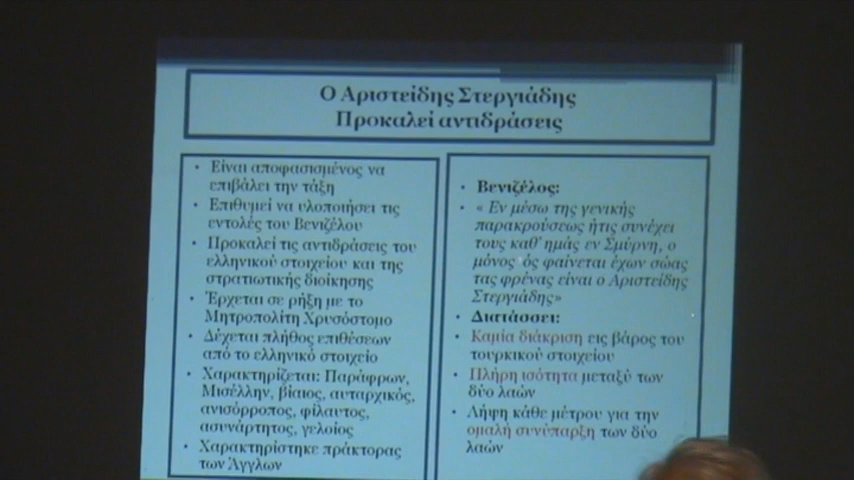 Ο Αριστείδης Στεργιάδης
Προκαλεί αντιδράσεις
• Είναι αποφασισμένος να
επιβάλει την τάξη
• Επιθυμεί να υλοποιήσει τις
εντολές του Βενιζέλου
• Προκαλεί τις αντιδράσεις του
ελληνικού στοιχείου και της
στρατιωτικής διοίκησης
• Έρχεται σε ρήξη με το
Μητροπολίτη Χρυσόστομο
• Δέχεται πλήθος επιθέσεων
από το ελληνικό στοιχείο
• Χαρακτηρίζεται: Παράφρων,
Μισέλλην, βίαιος, αυταρχικός,
ανισόρροπος, φίλαυτος,
ασυνάρτητος, γελοίος
• Χαρακτηρίστηκε πράκτορας
των Άγγλων
• Βενιζέλος:
• « Εν μέσω της γενικής
παρακρούσεως ήτις συνέχει
τους καθ' ημάς εν Σμύρνη, ο
μόνος ός φαίνεται έχων σώας
τας φρένας είναι ο Αριστείδης
Στεργιάδης»
• Διατάσσει:
• Καμία διάκριση εις βάρος του
τουρκικού στοιχείου
• Πλήρη ισότητα μεταξύ των
δύο λαών
• Λήψη κάθε μέτρου για την
ομαλή συνύπαρξη των δύο
λαών